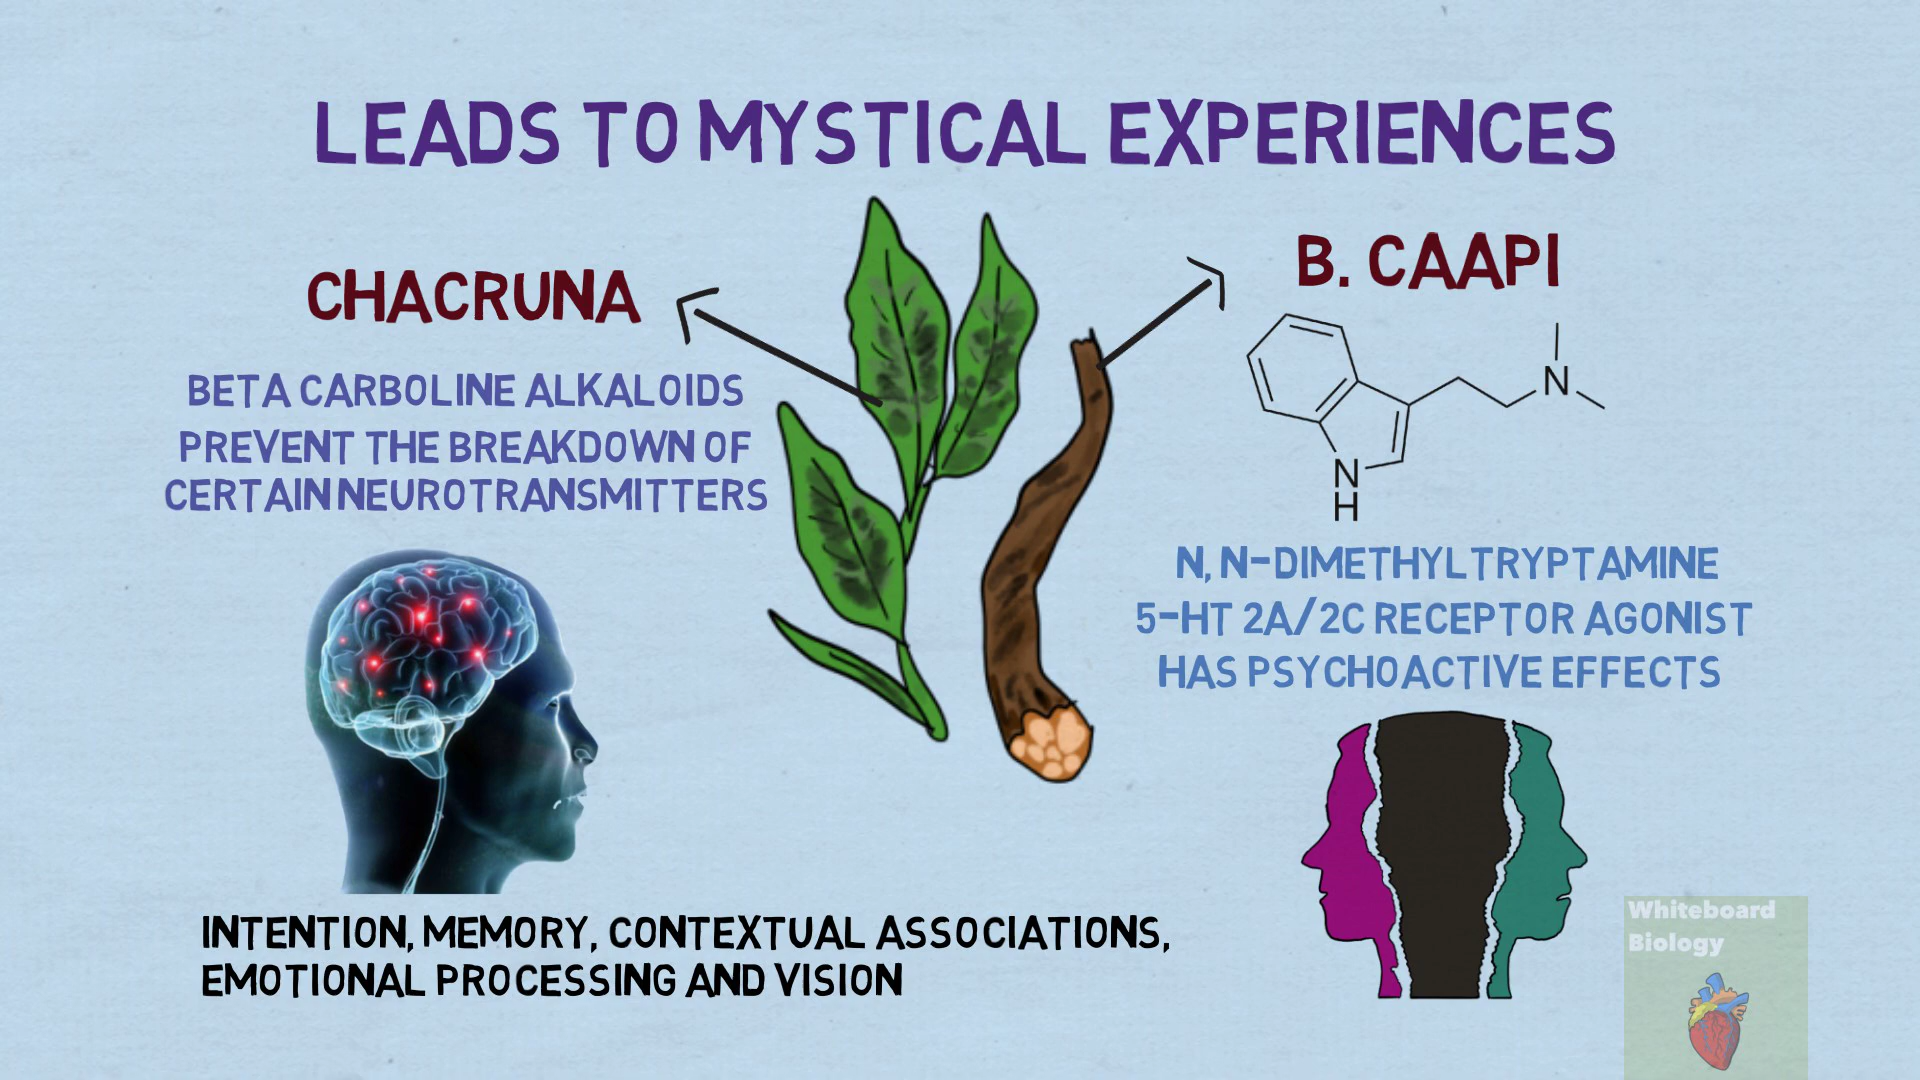 LEADS TO MYSTICAL EXPERIENCES
CHACRUNA
BETA CARBOLINE ALKALOIDS
PREVENT THE BREAKDOWN OF
CERTAIN NEUROTRANSMITTERS
B. CAAPI
N
N
H
N, N-DIMETHYLTRYPTAMINE
5-HT 2A/2C RECEPTOR AGONIST
HAS PSYCHOACTIVE EFFECTS
INTENTION, MEMORY, CONTEXTUAL ASSOCIATIONS,
EMOTIONAL PROCESSING AND VISION
Whiteboard
Biology